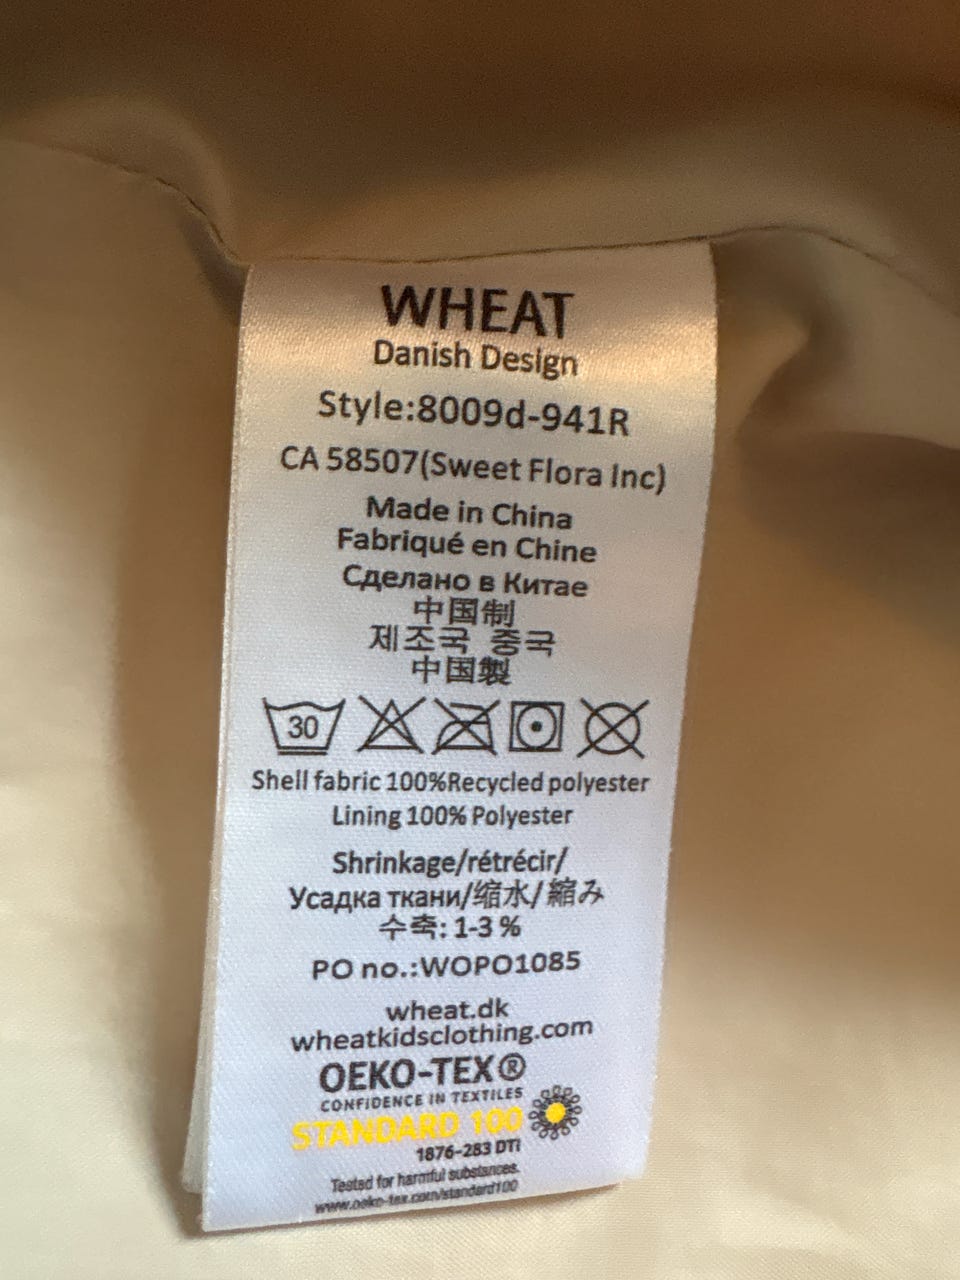 WHEAT
Danish Design
Style:8009d-941R
CA 58507(Sweet Flora Inc)
Made in China
Fabriqué en Chine
Сделано в Китае
中国制
제조국 중국
中国製
30
Shell fabric 100%Recycled polyester
Lining 100% Polyester
Shrinkage/rétrécir/
Усадка ткани/缩水/縮み
수축: 1-3 %
PO no.:WOPO1085
wheat.dk
wheatkidsclothing.com
OEKO-TEX®
CONFIDENCE IN TEXTILES
STANDARD 100
1876-283 DTI
Tested for harmful substances.
www.oeko-tex.com/standard100